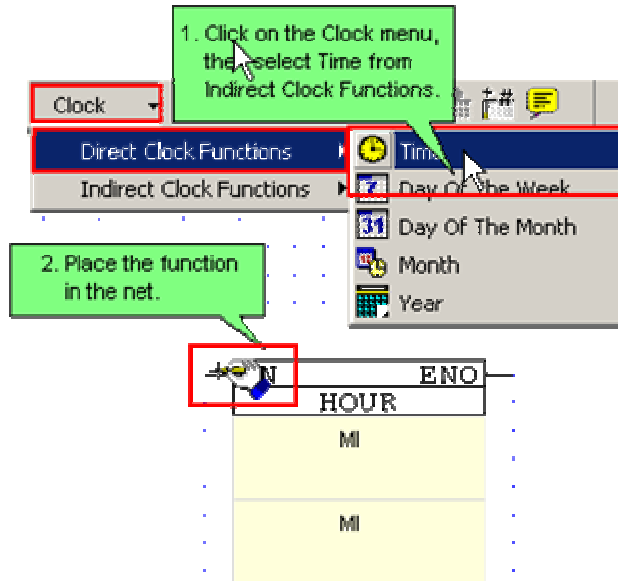 1. Click on the Clock menu,
then select Time from
Indirect Clock Functions.
Clock
Direct Clock Functions
Time
Indirect Clock Functions
Day Of The Week
Day Of The Month
2. Place the function
in the net.
Month
Year
ENO
HOUR
MI
MI